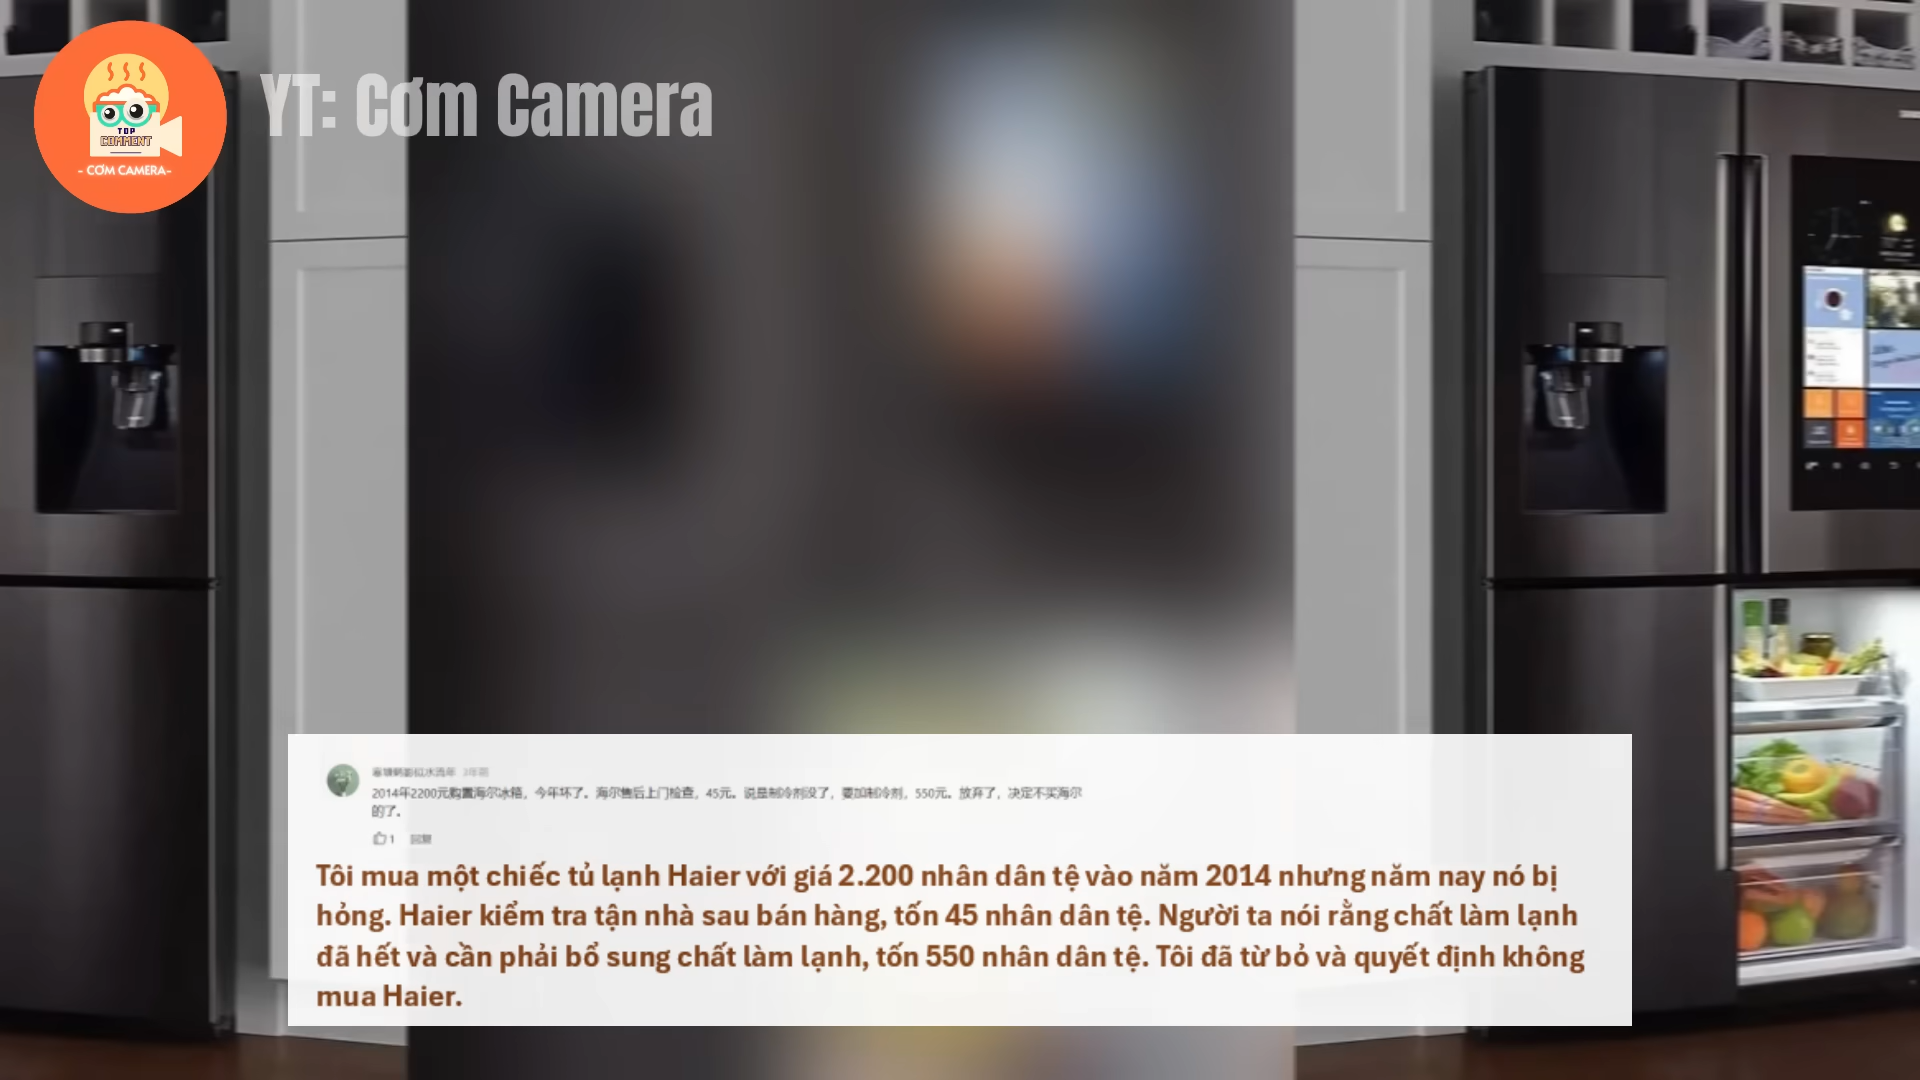 YT: Cơm Camera
TOP
COMMENT
- CƠM CAMERA-
3年前
2014年2200元购置海尔冰箱，今年坏了。海尔售后上门检查，45元。说是制冷剂没了，要加制冷剂，550元。放弃了，决定不买海尔
的了。
1 回复
Tôi mua một chiếc tủ lạnh Haier với giá 2.200 nhân dân tệ vào năm 2014 nhưng năm nay nó bị
hỏng. Haier kiểm tra tận nhà sau bán hàng, tốn 45 nhân dân tệ. Người ta nói rằng chất làm lạnh
đã hết và cần phải bổ sung chất làm lạnh, tốn 550 nhân dân tệ. Tôi đã từ bỏ và quyết định không
mua Haier.